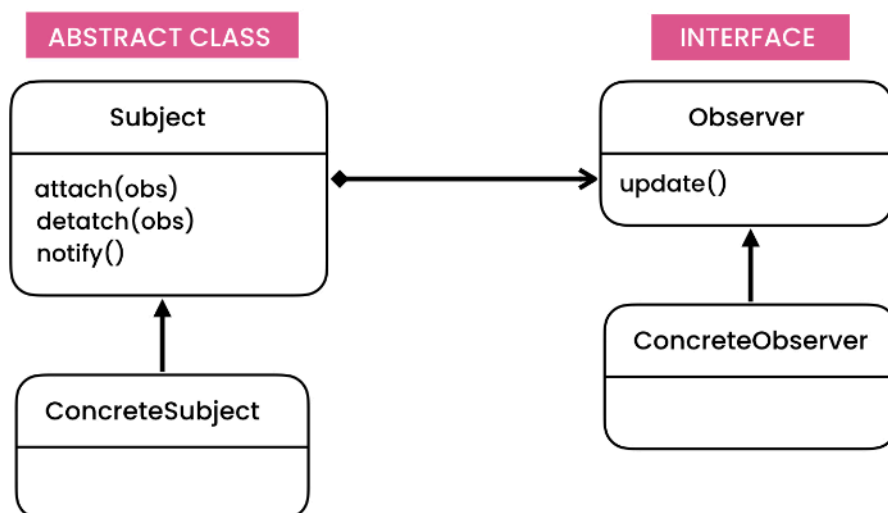 ABSTRACT CLASS
Subject
attach(obs)
detatch(obs)
notify()
ConcreteSubject
INTERFACE
Observer
update()
ConcreteObserver